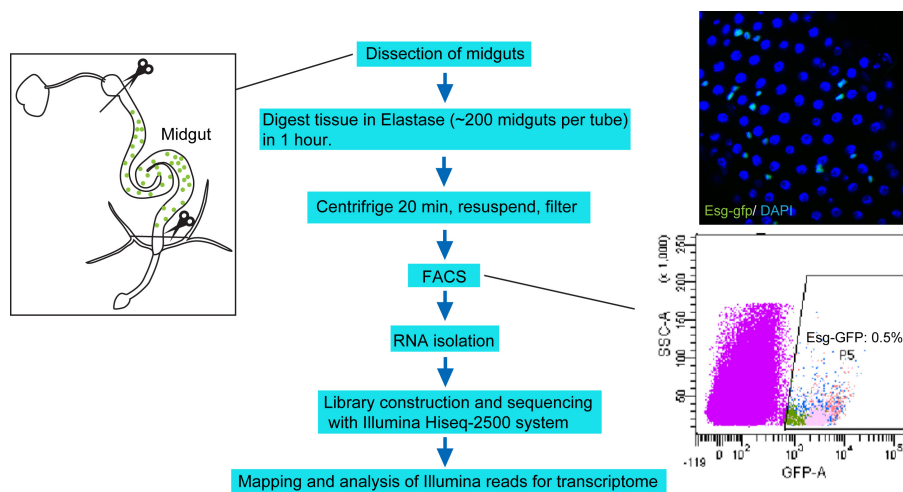 Dissection of midguts
Midgut
Digest tissue in Elastase (~200 midguts per tube)
in 1 hour.
Centrifrige 20 min, resuspend, filter
FACS
RNA isolation
Library construction and sequencing
with Illumina Hiseq-2500 system
Mapping and analysis of Illumina reads for transcriptome
Esg-gfp/ DAPI
(x 1,000)
SSC-A
250
200
150
100
50
Esg-GFP: 0.5%
P5
-119 0 10² 10³ 10⁴ 10⁵
GFP-A